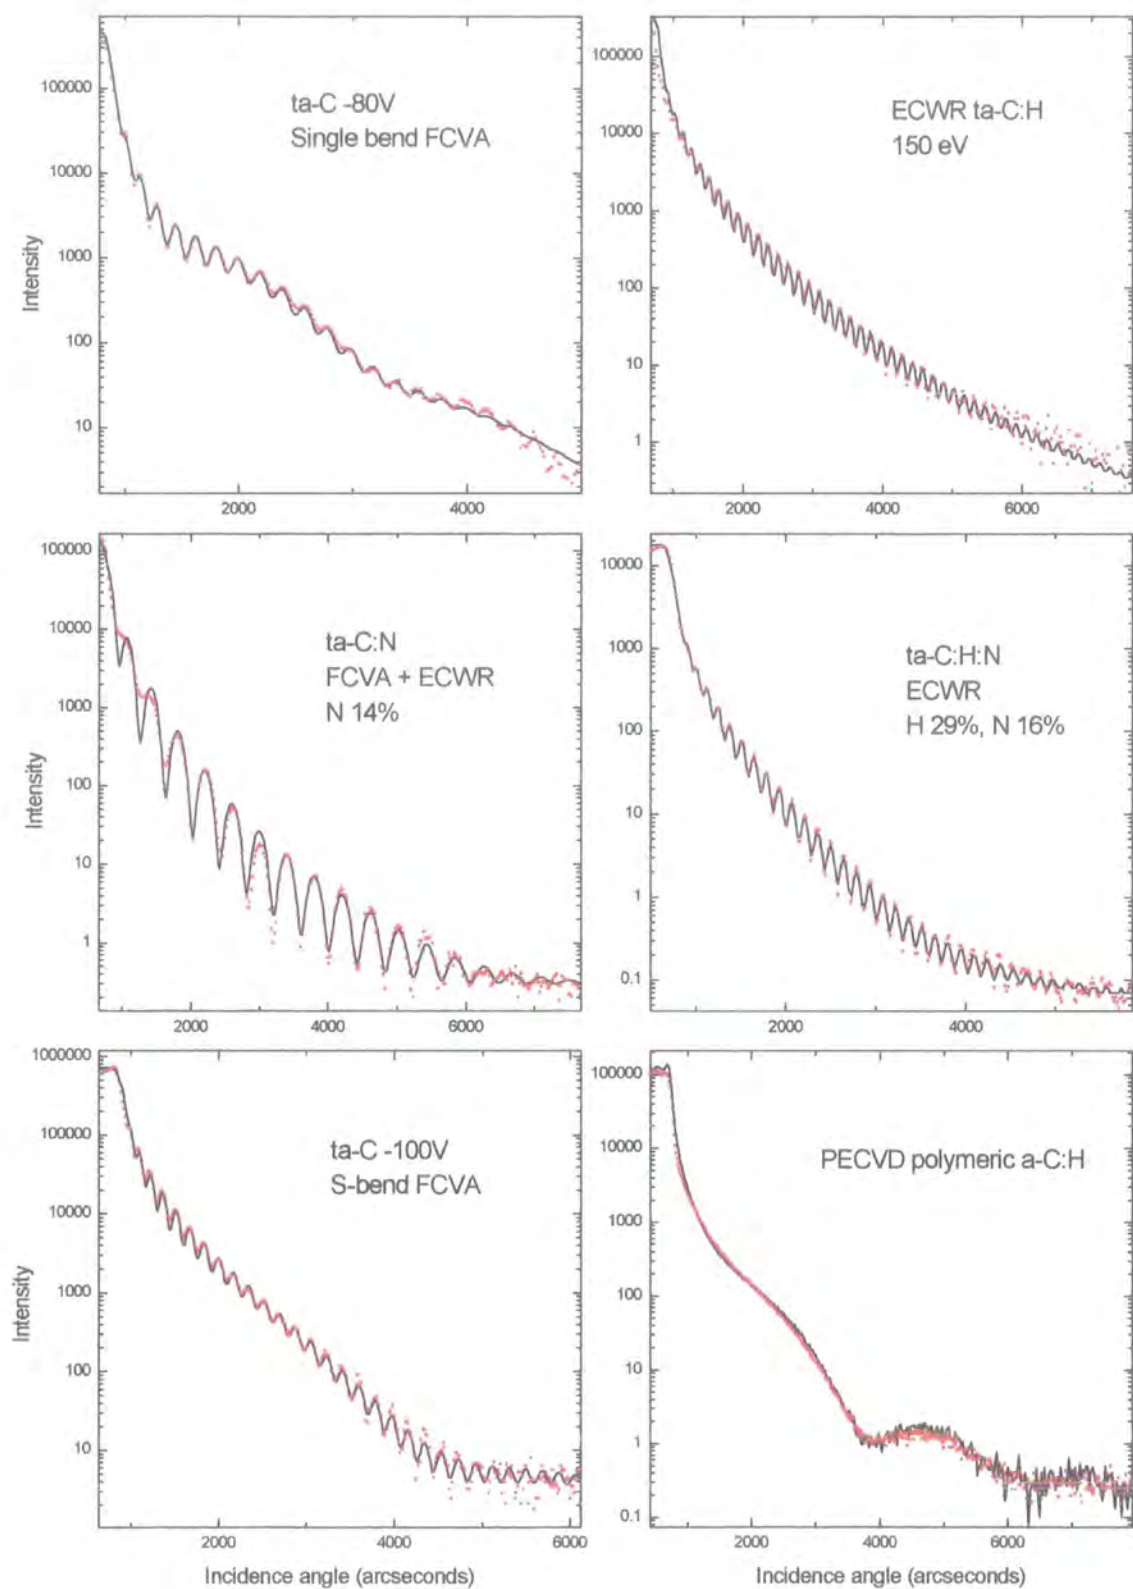 100000
10000
1000
100
10
Intensity
ta-C -80V
Single bend FCVA
2000
4000
100000
10000
1000
100
10
1
ECWR ta-C:H
150 eV
2000
4000
6000
100000
10000
1000
100
10
1
Intensity
ta-C:N
FCVA + ECWR
N 14%
2000
4000
6000
10000
1000
100
10
1
0.1
ta-C:H:N
ECWR
H 29%, N 16%
2000
4000
1000000
100000
10000
1000
100
10
Intensity
ta-C -100V
S-bend FCVA
2000
4000
6000
Incidence angle (arcseconds)
100000
10000
1000
100
10
1
0.1
PECVD polymeric a-C:H
2000
4000
6000
Incidence angle (arcseconds)